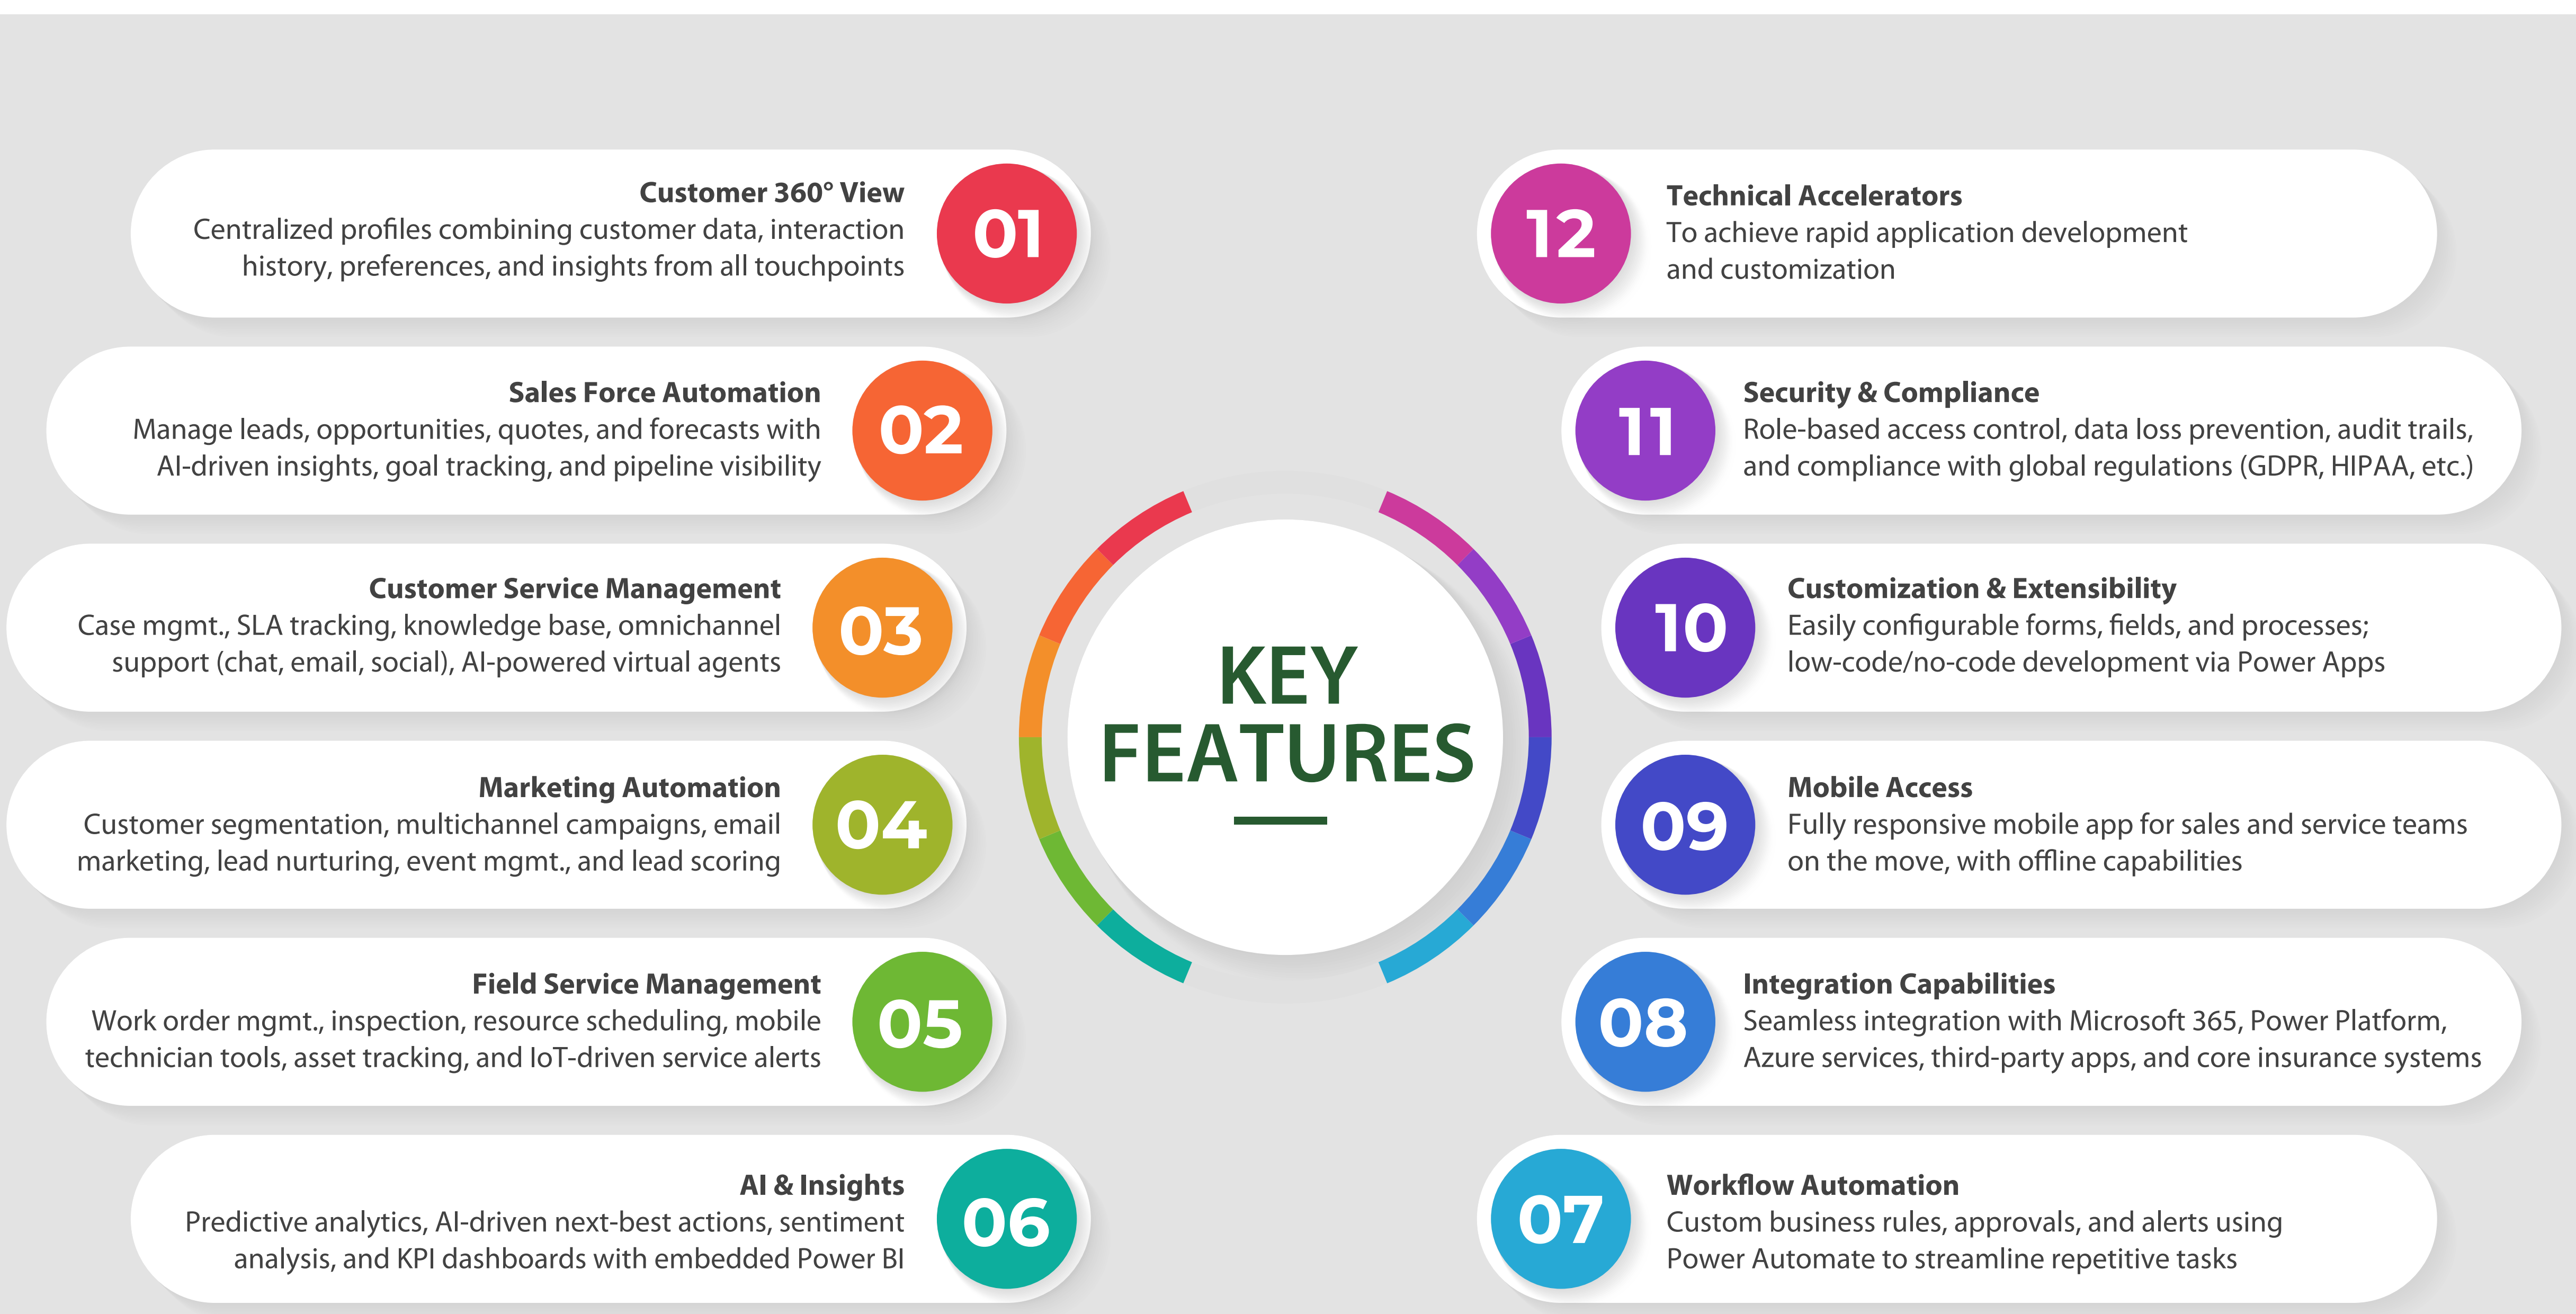 Customer 360° View
Centralized profiles combining customer data, interaction
history, preferences, and insights from all touchpoints
01
Sales Force Automation
Manage leads, opportunities, quotes, and forecasts with
AI-driven insights, goal tracking, and pipeline visibility
02
Customer Service Management
Case mgmt., SLA tracking, knowledge base, omnichannel
support (chat, email, social), AI-powered virtual agents
03
Marketing Automation
Customer segmentation, multichannel campaigns, email
marketing, lead nurturing, event mgmt., and lead scoring
04
Field Service Management
Work order mgmt., inspection, resource scheduling, mobile
technician tools, asset tracking, and IoT-driven service alerts
05
AI & Insights
Predictive analytics, AI-driven next-best actions, sentiment
analysis, and KPI dashboards with embedded Power BI
06
KEY
FEATURES
12
Technical Accelerators
To achieve rapid application development
and customization
11
Security & Compliance
Role-based access control, data loss prevention, audit trails,
and compliance with global regulations (GDPR, HIPAA, etc.)
10
Customization & Extensibility
Easily configurable forms, fields, and processes;
low-code/no-code development via Power Apps
09
Mobile Access
Fully responsive mobile app for sales and service teams
on the move, with offline capabilities
08
Integration Capabilities
Seamless integration with Microsoft 365, Power Platform,
Azure services, third-party apps, and core insurance systems
07
Workflow Automation
Custom business rules, approvals, and alerts using
Power Automate to streamline repetitive tasks